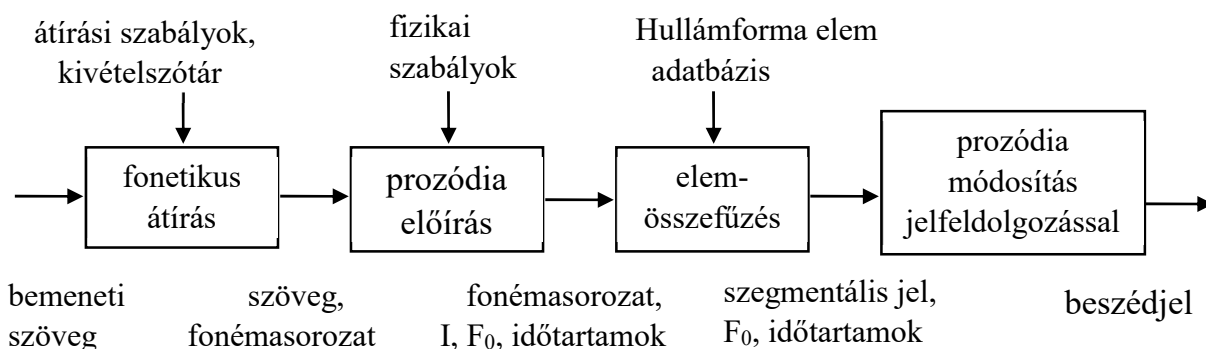 átírási szabályok,
kivételszótár
fizikai
szabályok
Hullámforma elem
adatbázis
fonetikus
átírás
prozódia
előírás
elem-
összefűzés
prozódia
módosítás
jelfeldolgozással
bemeneti
szöveg
szöveg,
fonémasorozat
fonémasorozat,
I, F₀, időtartamok
szegmentális jel,
F₀, időtartamok
beszédjel